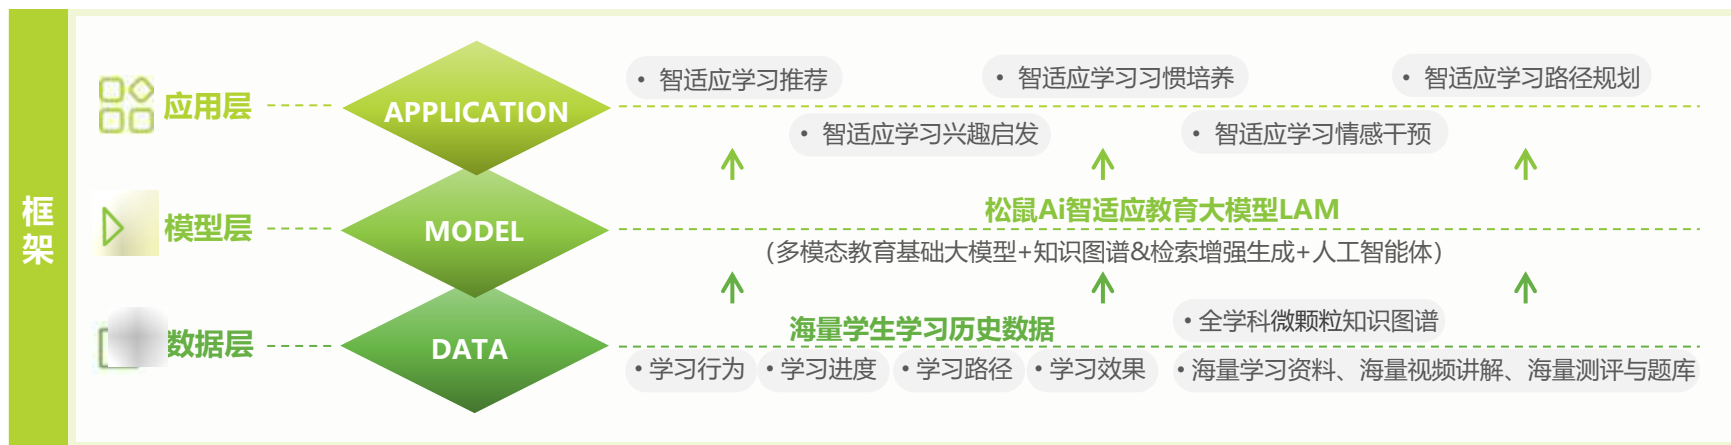 框架
应用层
APPLICATION
• 智适应学习推荐
• 智适应学习习惯培养
• 智适应学习路径规划
• 智适应学习兴趣启发
• 智适应学习情感干预
模型层
MODEL
松鼠Ai智适应教育大模型LAM
(多模态教育基础大模型+知识图谱&检索增强生成+人工智能体)
数据层
DATA
海量学生学习历史数据
• 学习行为
• 学习进度
• 学习路径
• 学习效果
• 全学科微颗粒知识图谱
• 海量学习资料、海量视频讲解、海量测评与题库